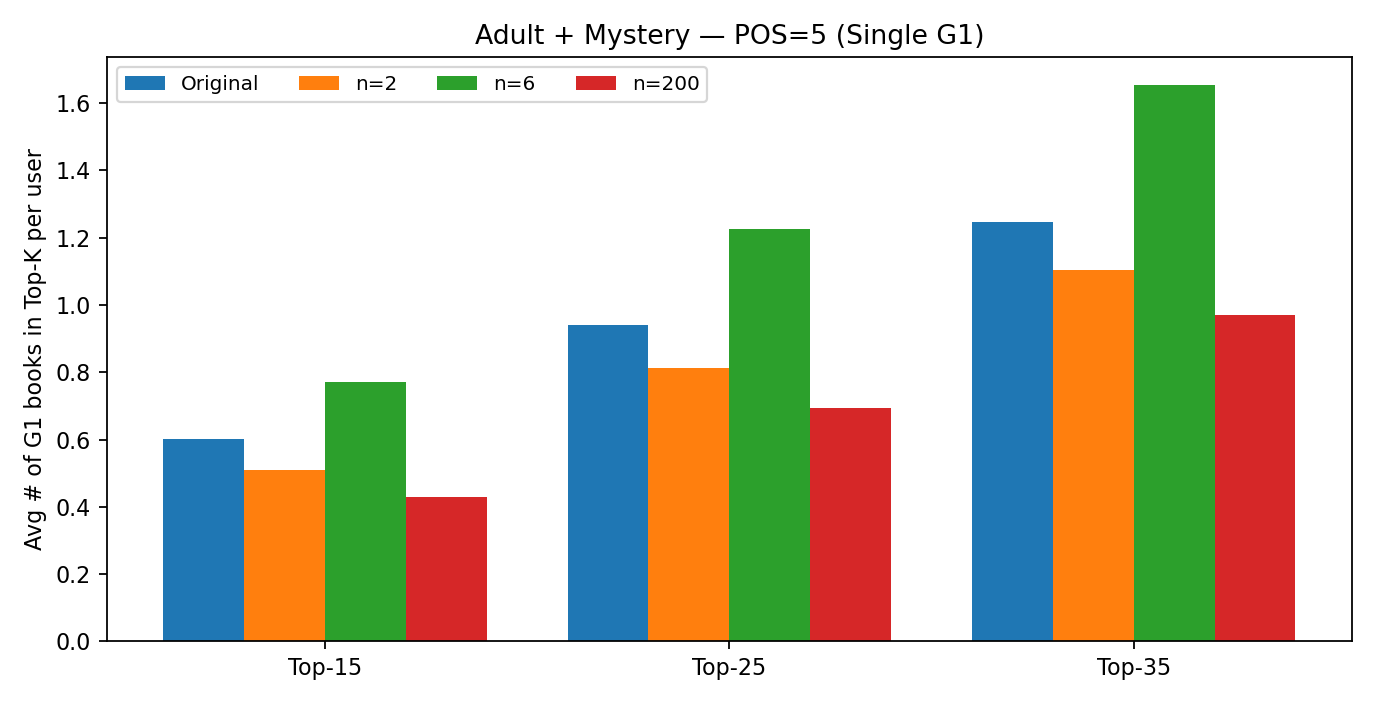 Adult + Mystery — POS=5 (Single G1)
Original n=2 n=6 n=200
Avg # of G1 books in Top-K per user
1.6
1.4
1.2
1.0
0.8
0.6
0.4
0.2
0.0
Top-15 Top-25 Top-35